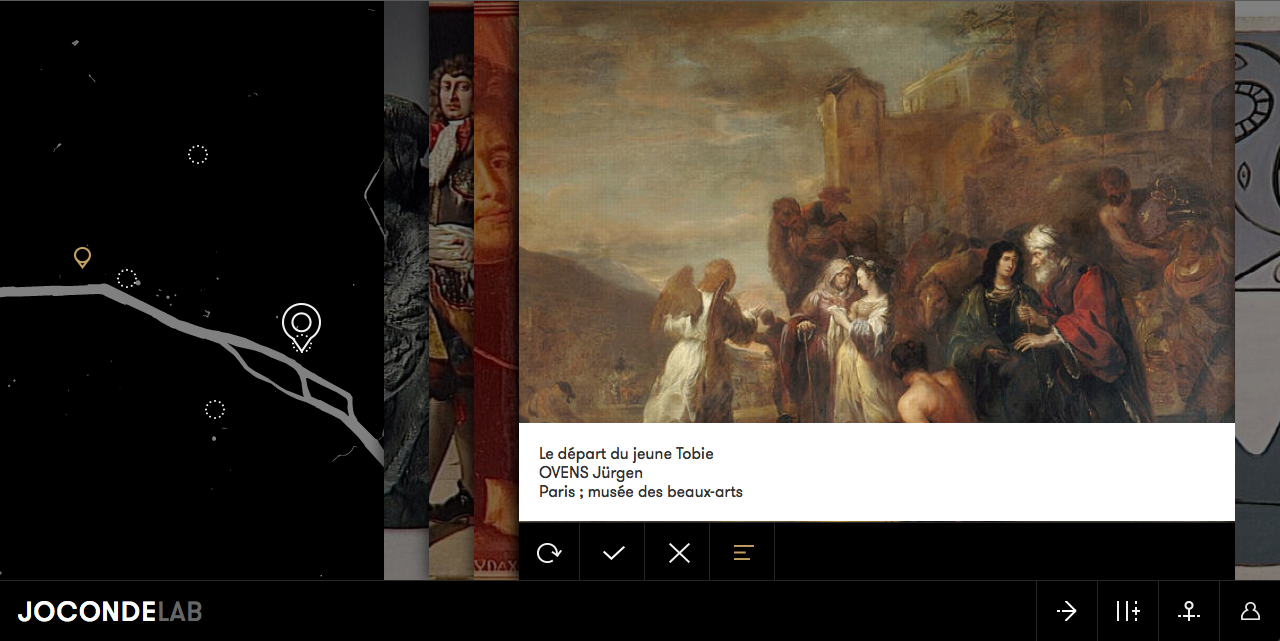 Le départ du jeune Tobie
OVENS Jürgen
Paris ; musée des beaux-arts
JOCONDELAB